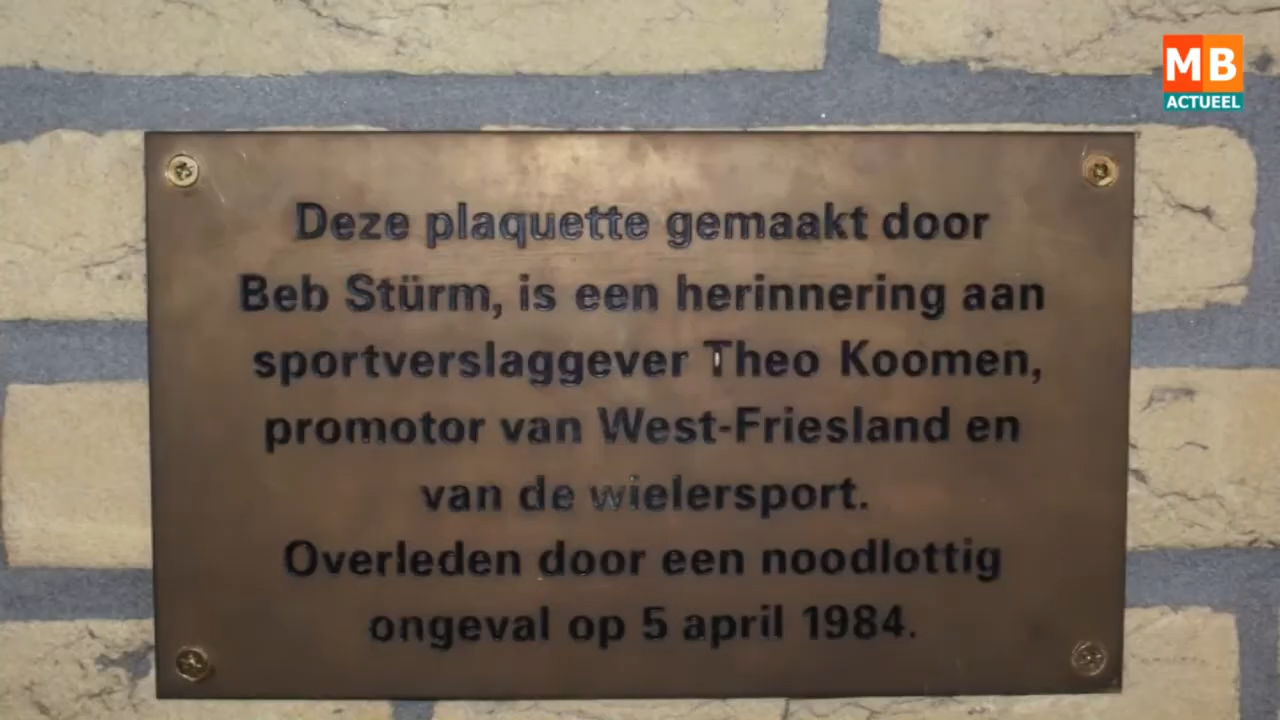 MB
ACTUEEL
Deze plaquette gemaakt door
Beb Stürm, is een herinnering aan
sportverslaggever Theo Koomen,
promotor van West-Friesland en
van de wielersport.
Overleden door een noodlottig
ongeval op 5 april 1984.